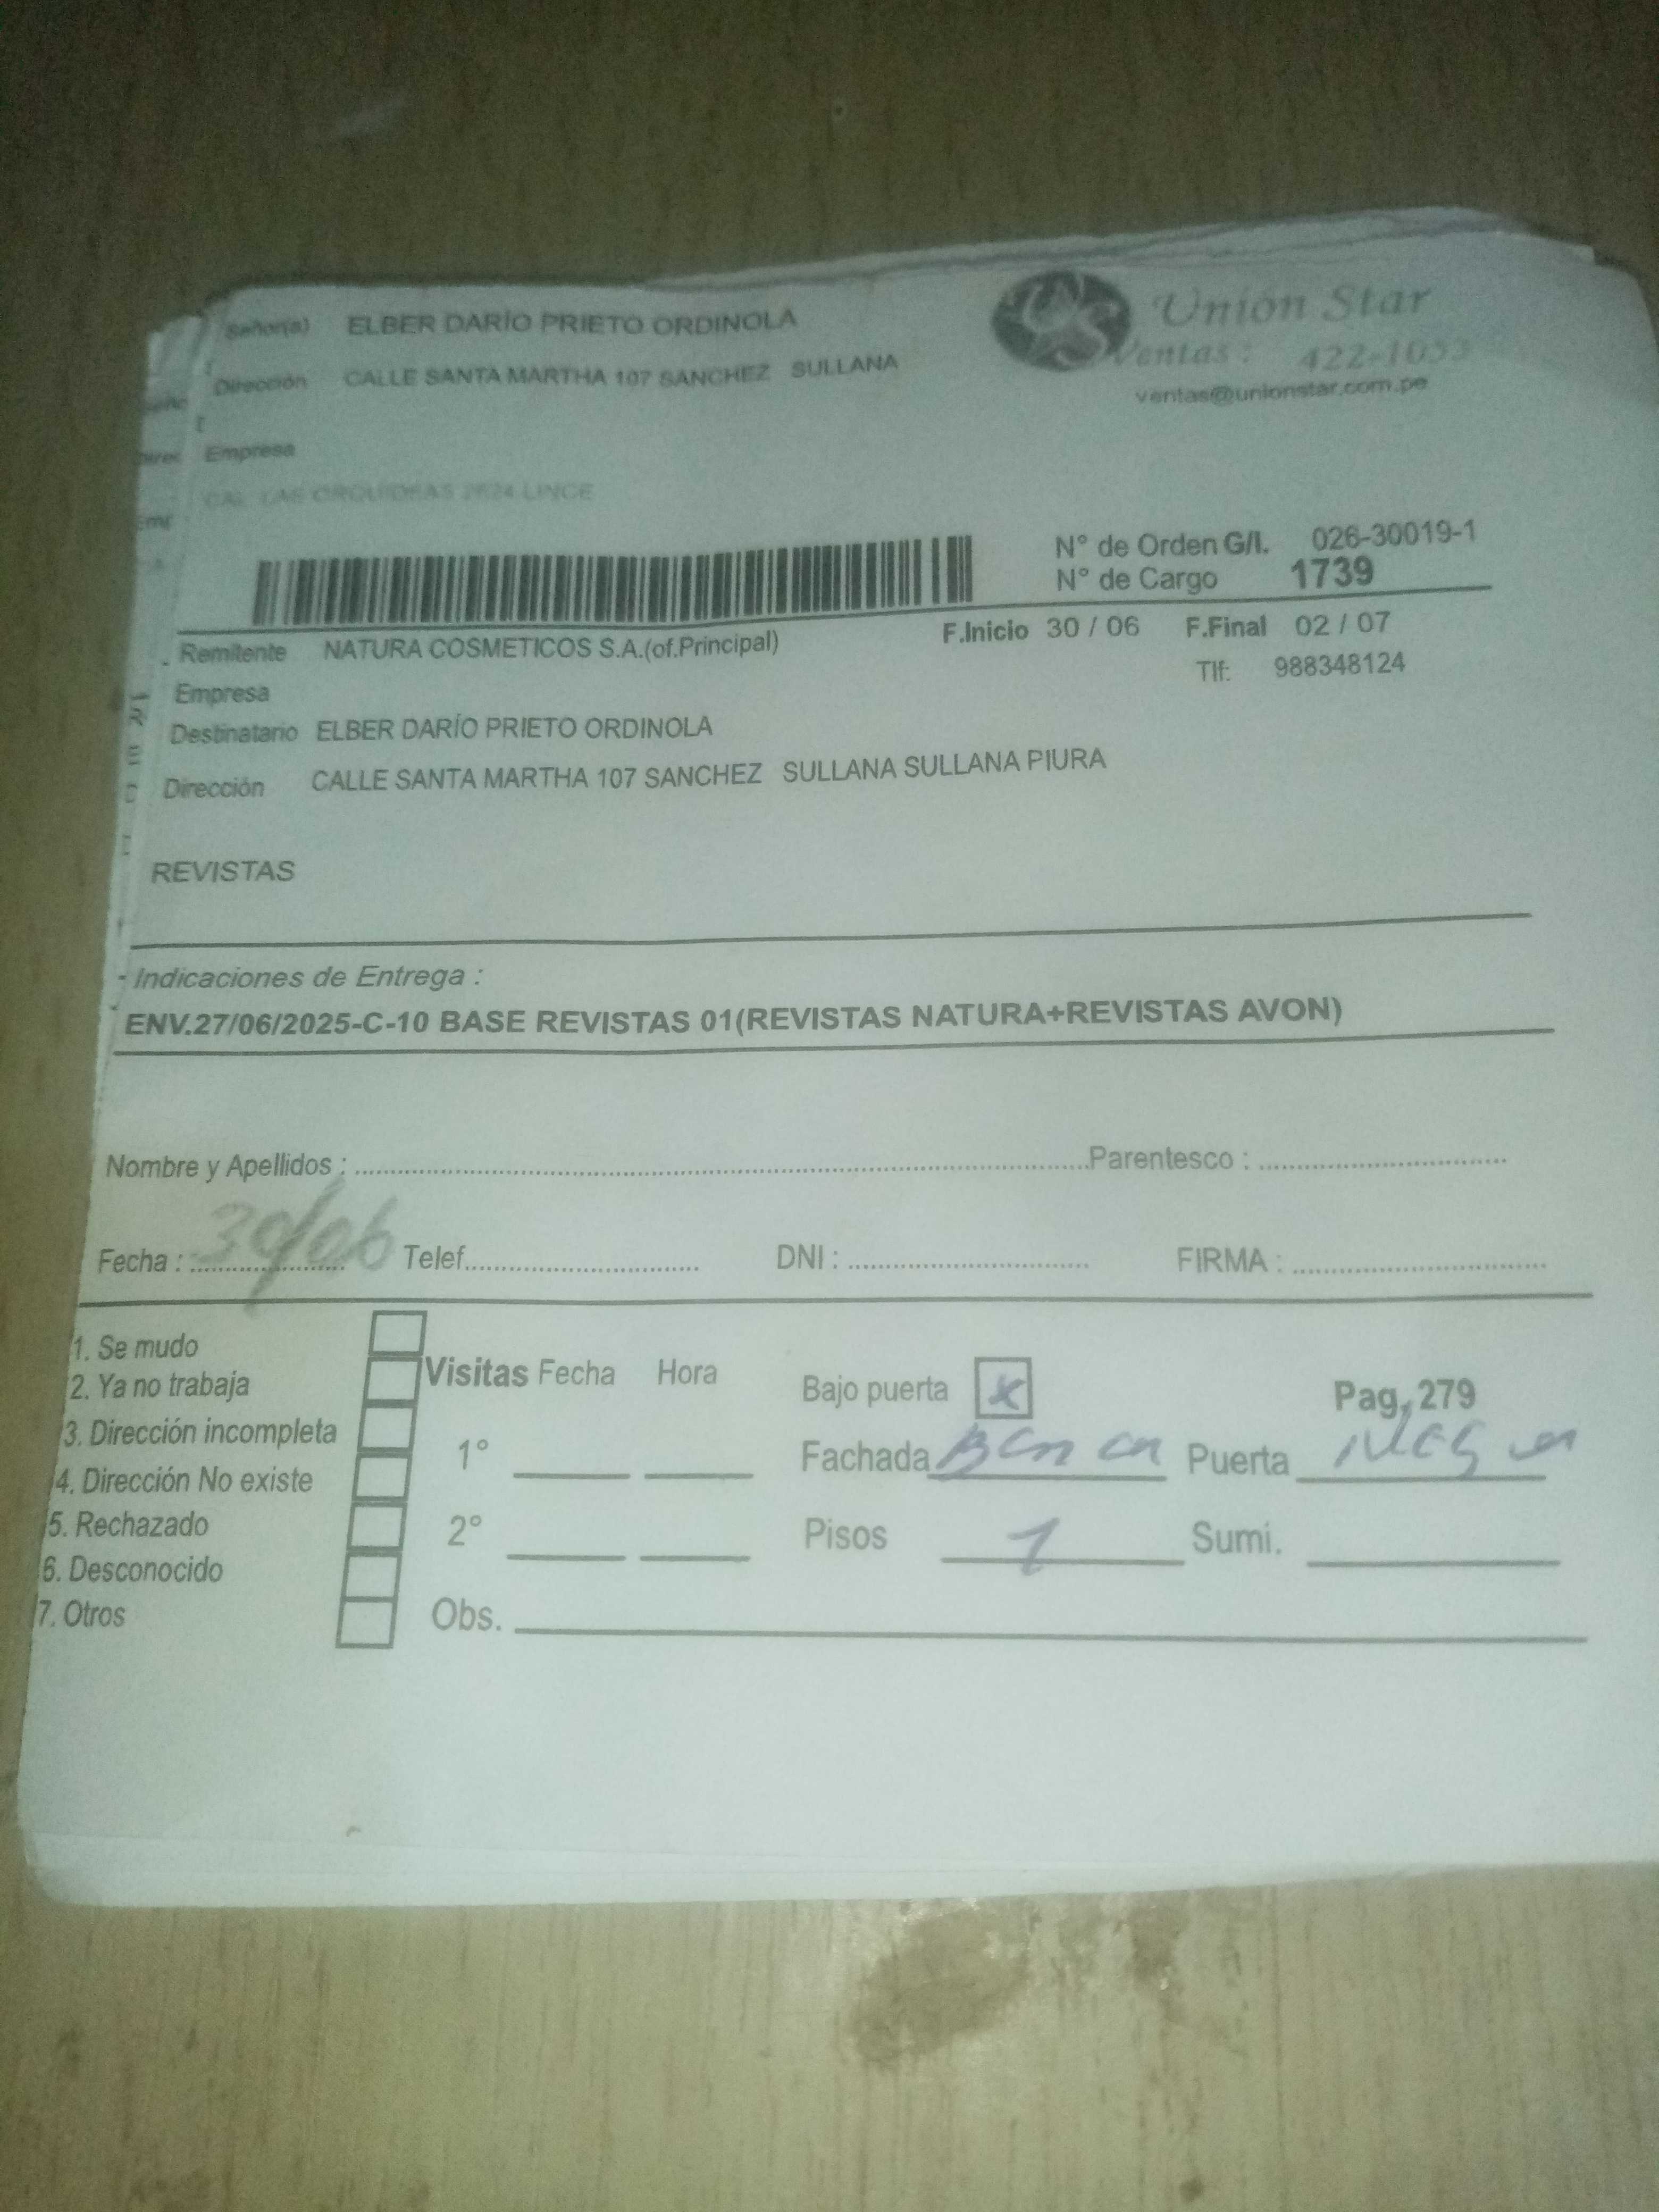 Señor(a) ELBER DARÍO PRIETO ORDINOLA
Unión Star
Dirección CALLE SANTA MARTHA 107 SANCHEZ SULLANA
Ventas : 422-1053
ventas@unionstar.com.pe
Empresa
CAL LAS ORQUIDEAS 2624 LINCE
N° de Orden G/I. 026-30019-1
N° de Cargo 1739
Remitente NATURA COSMETICOS S.A.(of.Principal) F.Inicio 30 / 06 F.Final 02 / 07
Empresa Tlf: 988348124
Destinatario ELBER DARÍO PRIETO ORDINOLA
Dirección CALLE SANTA MARTHA 107 SANCHEZ SULLANA SULLANA PIURA
REVISTAS
Indicaciones de Entrega :
ENV.27/06/2025-C-10 BASE REVISTAS 01(REVISTAS NATURA+REVISTAS AVON)
Nombre y Apellidos : Parentesco :
Fecha : 30/06 Telef. DNI : FIRMA :
1. Se mudo
2. Ya no trabaja
3. Dirección incompleta
4. Dirección No existe
5. Rechazado
6. Desconocido
7. Otros
Visitas Fecha Hora
1°
2°
Obs.
Bajo puerta x Pag, 279
Fachada Puerta
Pisos 1 Sumi.